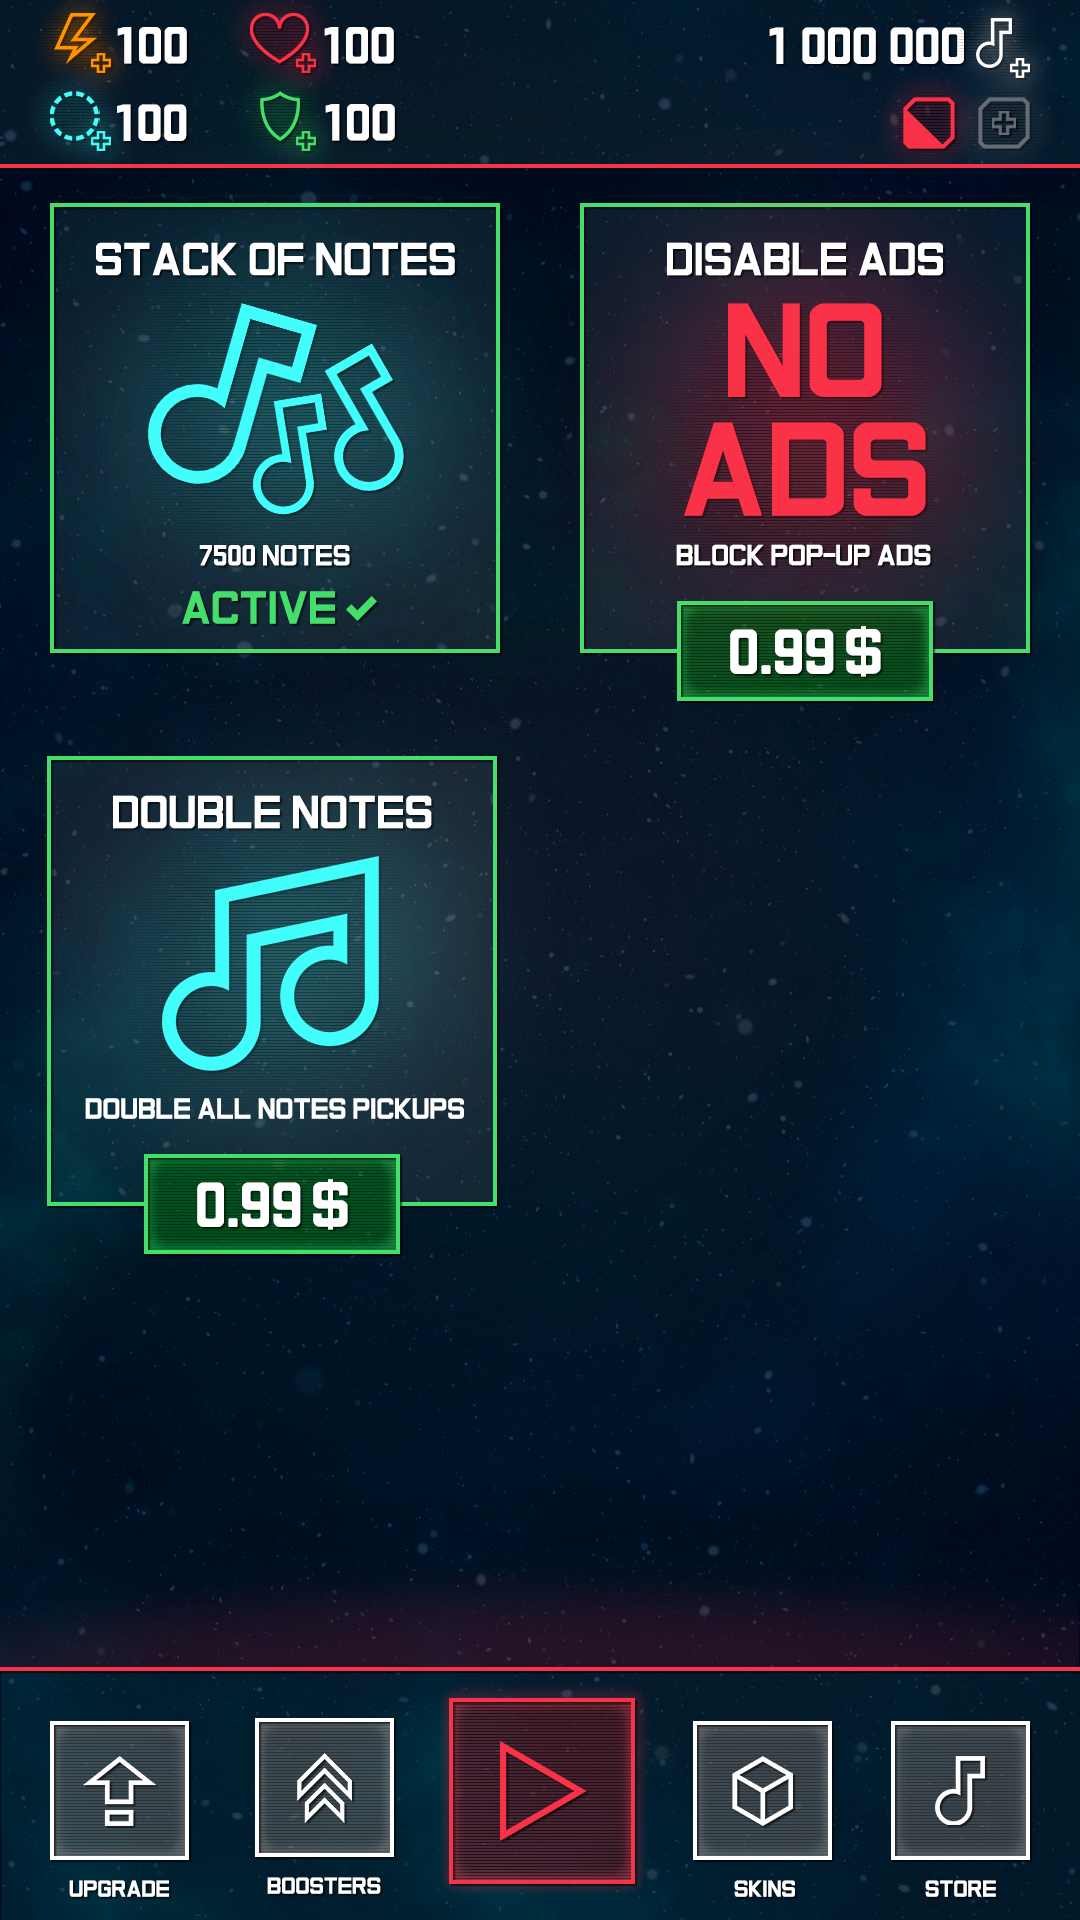 100 100 1 000 000
100 100
STACK OF NOTES
7500 NOTES
ACTIVE
DISABLE ADS
NO
ADS
BLOCK POP-UP ADS
0.99 $
DOUBLE NOTES
DOUBLE ALL NOTES PICKUPS
0.99 $
UPGRADE
BOOSTERS
SKINS
STORE